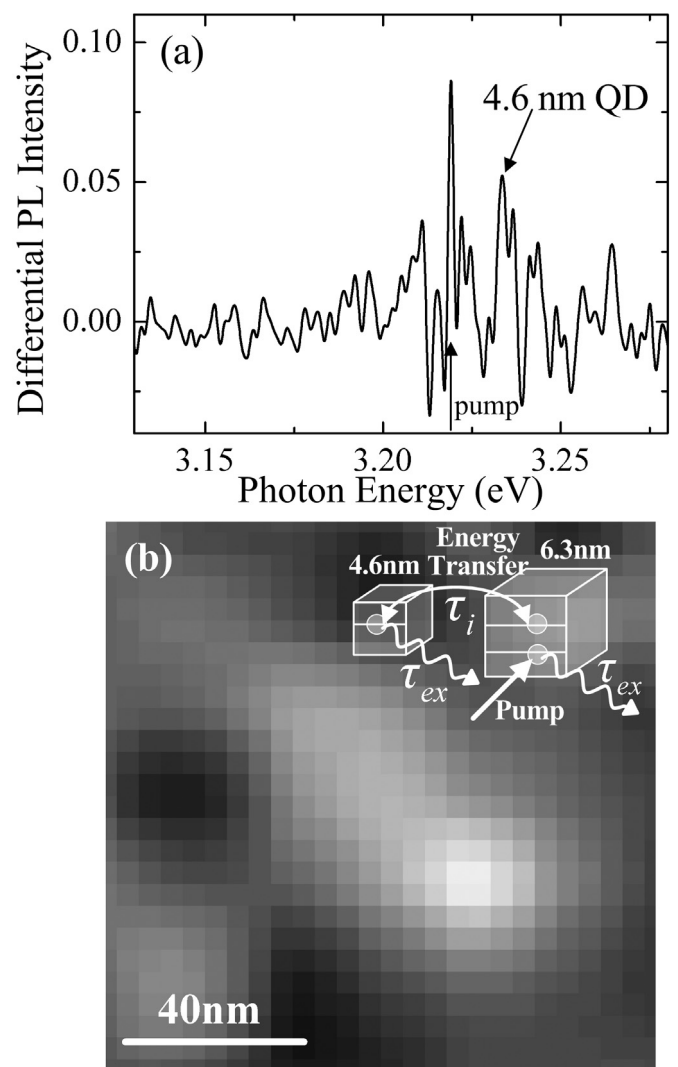 (a)
0.10
0.05
0.00
Differential PL Intensity
4.6 nm QD
pump
3.15
3.20
3.25
Photon Energy (eV)
(b)
Energy
Transfer
4.6nm
6.3nm
τi
τex
τex
Pump
40nm